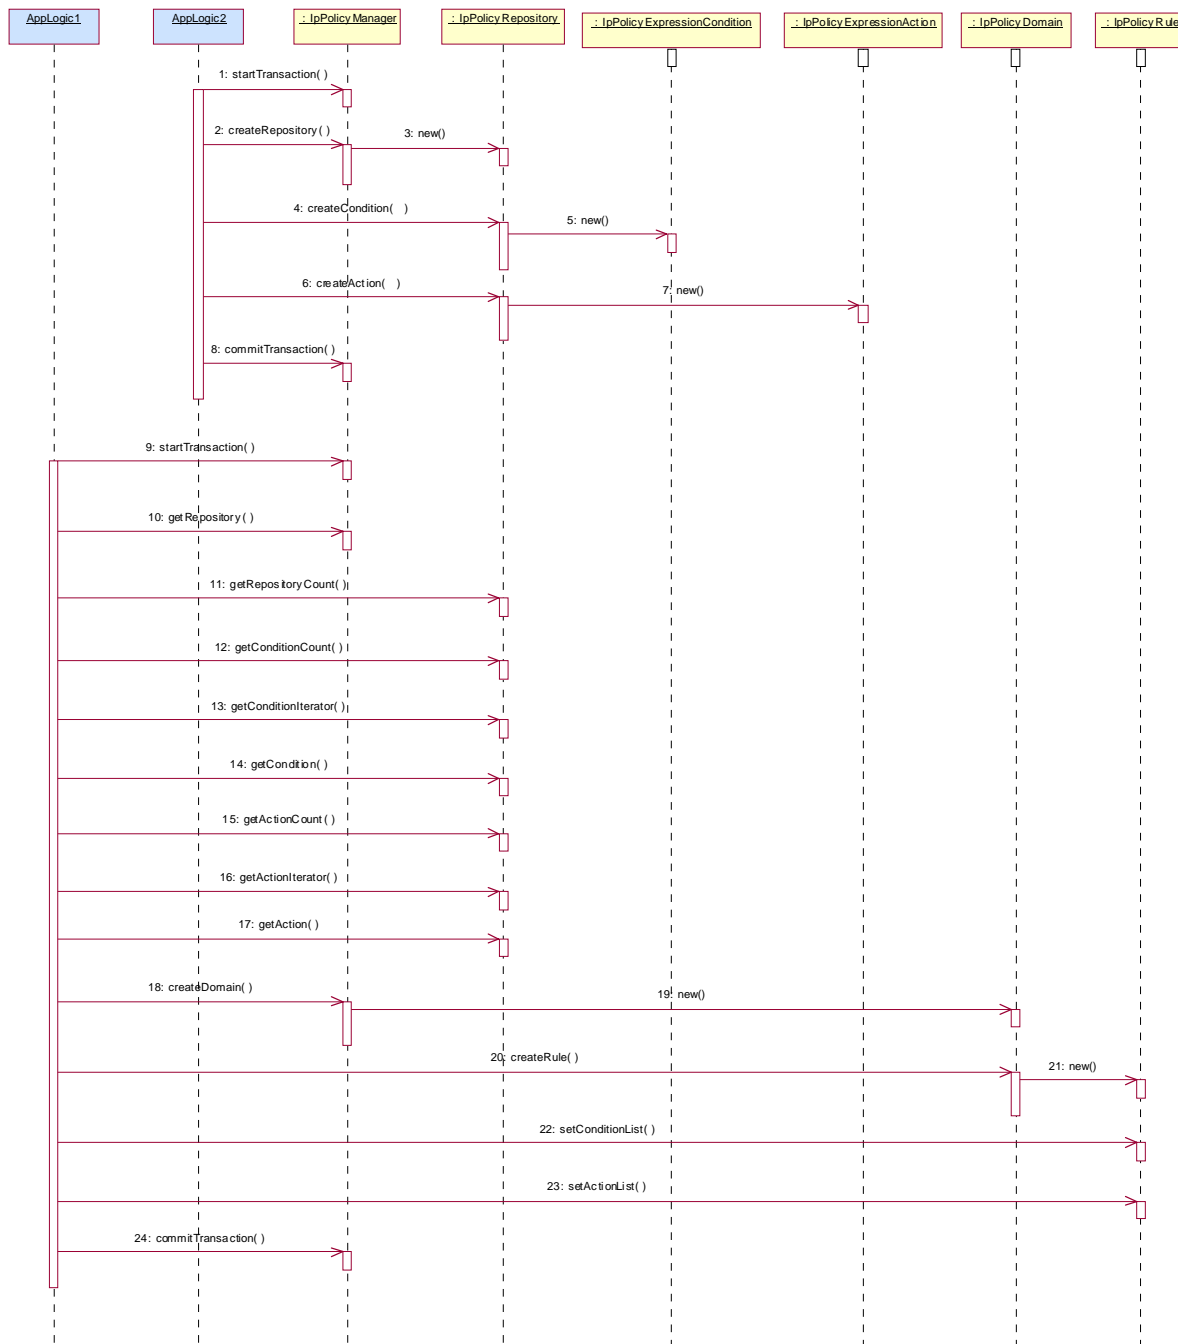 AppLogic1
AppLogic2
: IpPolicyManager
: IpPolicyRepository
: IpPolicyExpressionCondition
: IpPolicyExpressionAction
: IpPolicyDomain
: IpPolicyRule
1: startTransaction( )
2: createRepository( )
3: new()
4: createCondition( )
5: new()
6: createAction( )
7: new()
8: commitTransaction( )
9: startTransaction( )
10: getRepository( )
11: getRepositoryCount( )
12: getConditionCount( )
13: getConditionIterator( )
14: getCondition( )
15: getActionCount( )
16: getActionIterator( )
17: getAction( )
18: createDomain( )
19: new()
20: createRule( )
21: new()
22: setConditionList( )
23: setActionList( )
24: commitTransaction( )